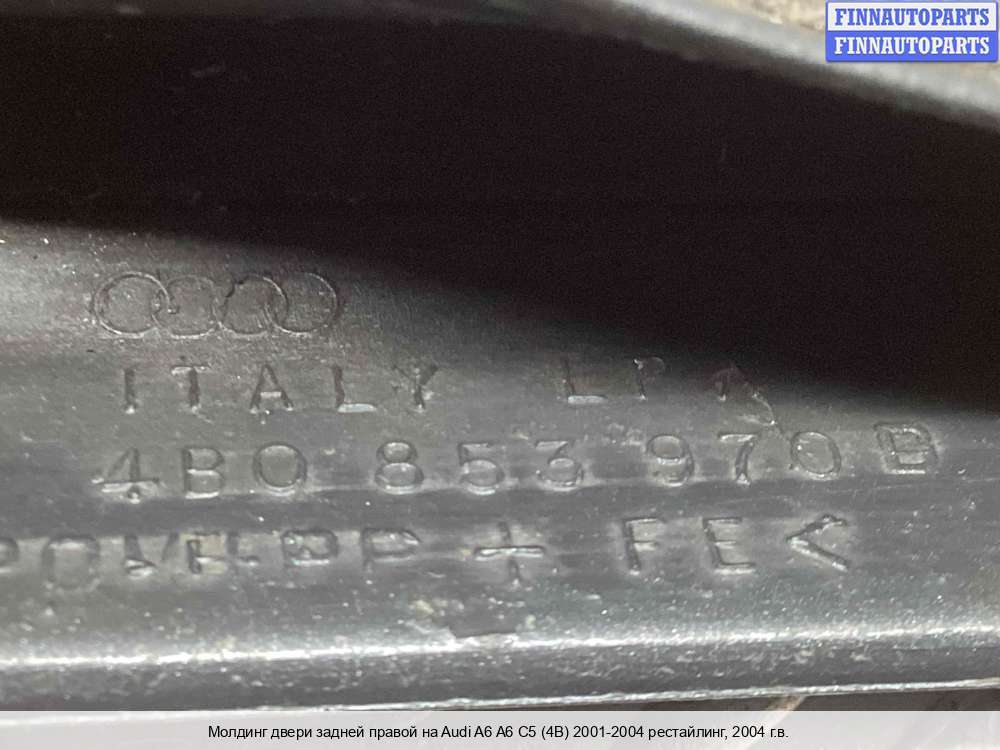 FINNAUTOPARTS
FINNAUTOPARTS
ITALY
4B0 853 970 B
+ FE<
Молдинг двери задней правой на Audi A6 A6 C5 (4B) 2001-2004 рестайлинг, 2004 г.в.